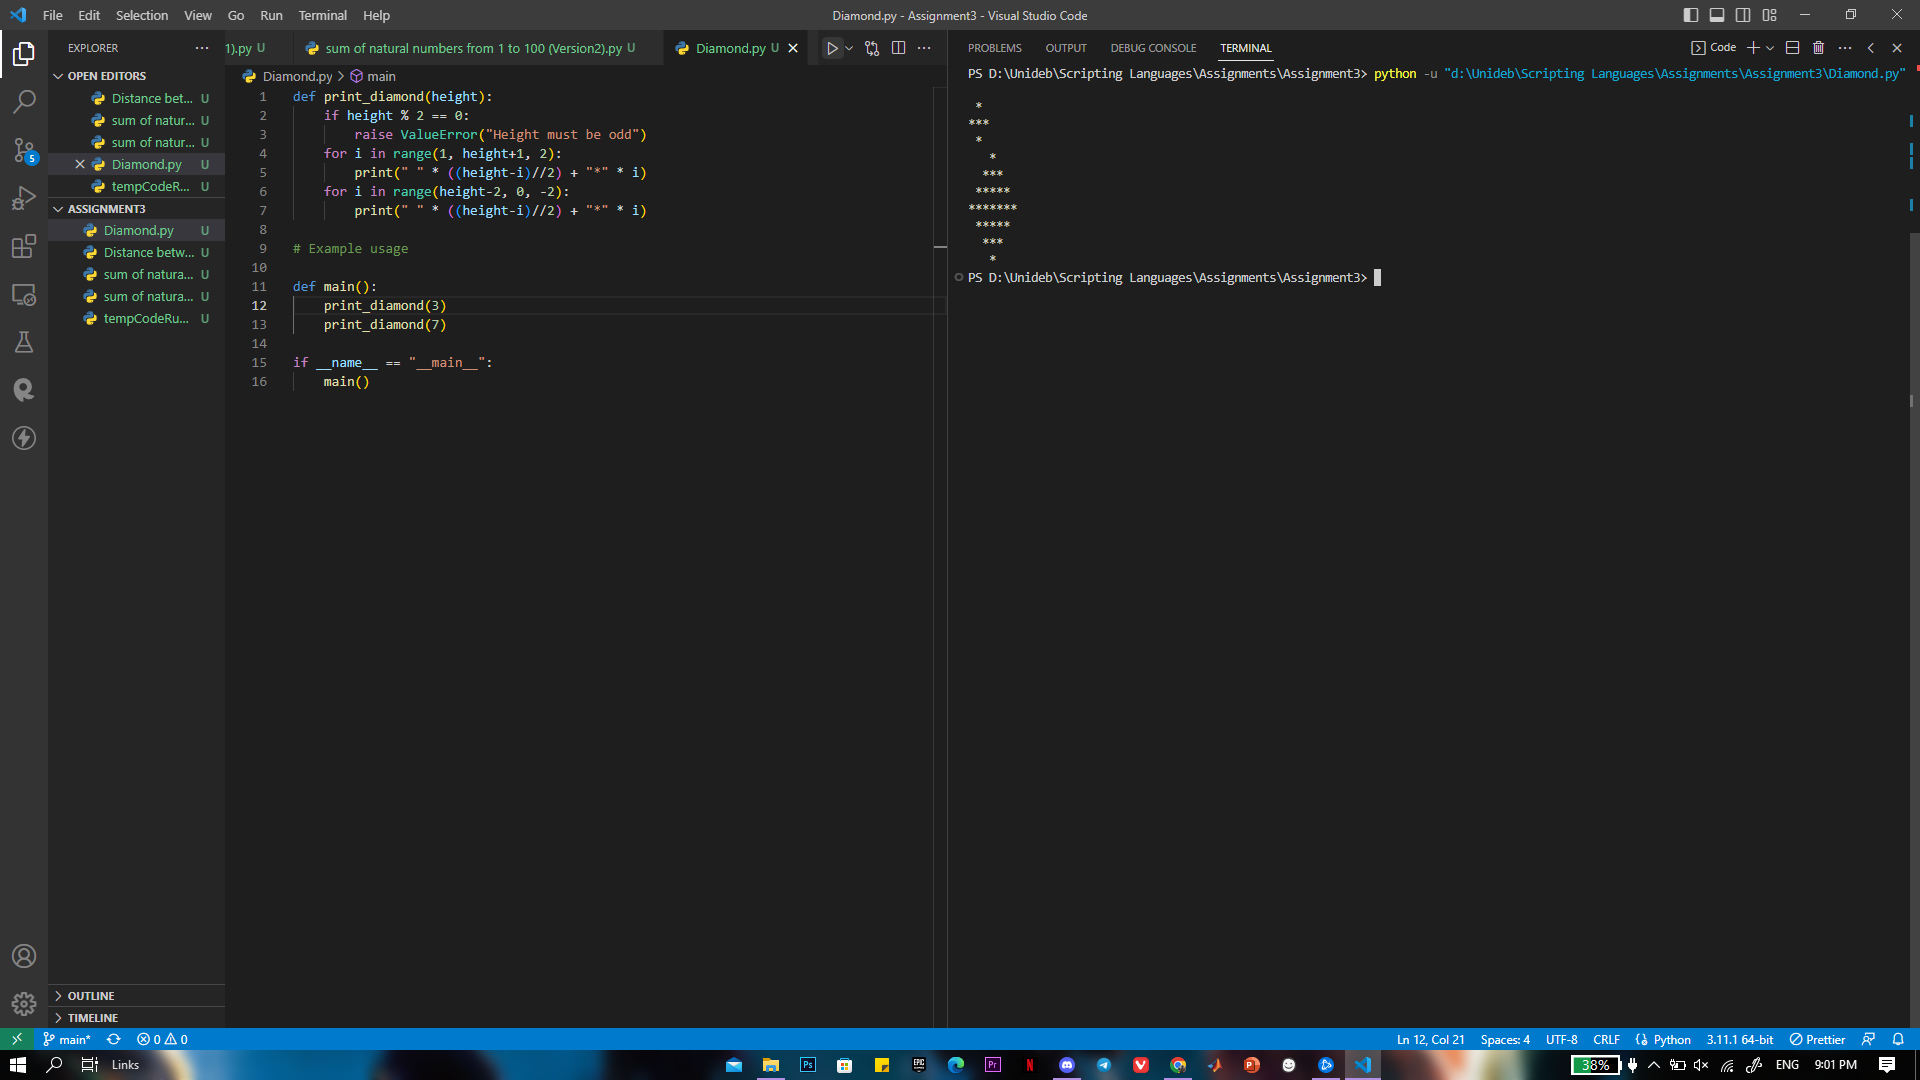 File Edit Selection View Go Run Terminal Help
Diamond.py - Assignment3 - Visual Studio Code
EXPLORER
OPEN EDITORS
Distance bet... U
sum of natur... U
sum of natur... U
Diamond.py U
tempCodeR... U
ASSIGNMENT3
Diamond.py U
Distance betw... U
sum of natura... U
sum of natura... U
tempCodeRu... U
OUTLINE
TIMELINE
1).py U
sum of natural numbers from 1 to 100 (Version2).py U
Diamond.py U
Diamond.py > main
1 def print_diamond(height):
2 if height % 2 == 0:
3 raise ValueError("Height must be odd")
4 for i in range(1, height+1, 2):
5 print(" " * ((height-i)//2) + "*" * i)
6 for i in range(height-2, 0, -2):
7 print(" " * ((height-i)//2) + "*" * i)
8
9 # Example usage
10
11 def main():
12 print_diamond(3)
13 print_diamond(7)
14
15 if __name__ == "__main__":
16 main()
PROBLEMS OUTPUT DEBUG CONSOLE TERMINAL
Code
PS D:\Unideb\Scripting Languages\Assignments\Assignment3> python -u "d:\Unideb\Scripting Languages\Assignments\Assignment3\Diamond.py"
 *
***
 *
   *
  ***
 *****
*******
 *****
  ***
   *
PS D:\Unideb\Scripting Languages\Assignments\Assignment3>
5
main* 0 0
Ln 12, Col 21 Spaces: 4 UTF-8 CRLF Python 3.11.1 64-bit Prettier
Links
Ps
EPIC
Pr
N
38%
ENG
9:01 PM